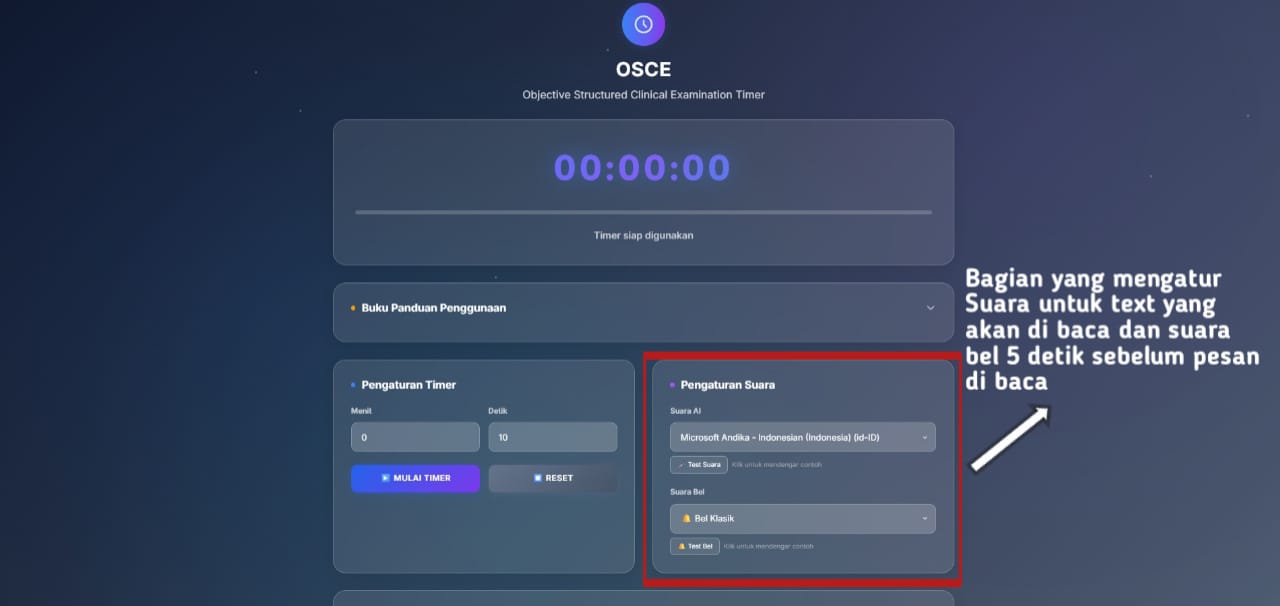 OSCE
Objective Structured Clinical Examination Timer
00:00:00
Timer siap digunakan
Buku Panduan Penggunaan
Pengaturan Timer
Menit
Detik
0
10
MULAI TIMER
RESET
Pengaturan Suara
Suara AI
Microsoft Andika - Indonesian (Indonesia) (id-ID)
Test Suara
Klik untuk mendengar contoh
Suara Bel
Bel Klasik
Test Bel
Klik untuk mendengar contoh
Bagian yang mengatur
Suara untuk text yang
akan di baca dan suara
bel 5 detik sebelum pesan
di baca